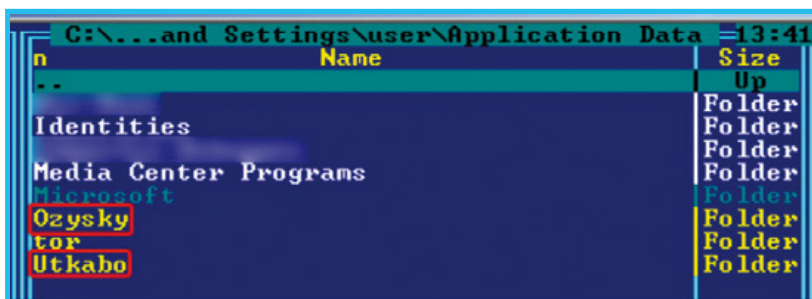 C:\...and Settings\user\Application Data 13:41
n Name Size
.. Up
Folder
Identities Folder
Folder
Media Center Programs Folder
Microsoft Folder
Ozysky Folder
tor Folder
Utkabo Folder